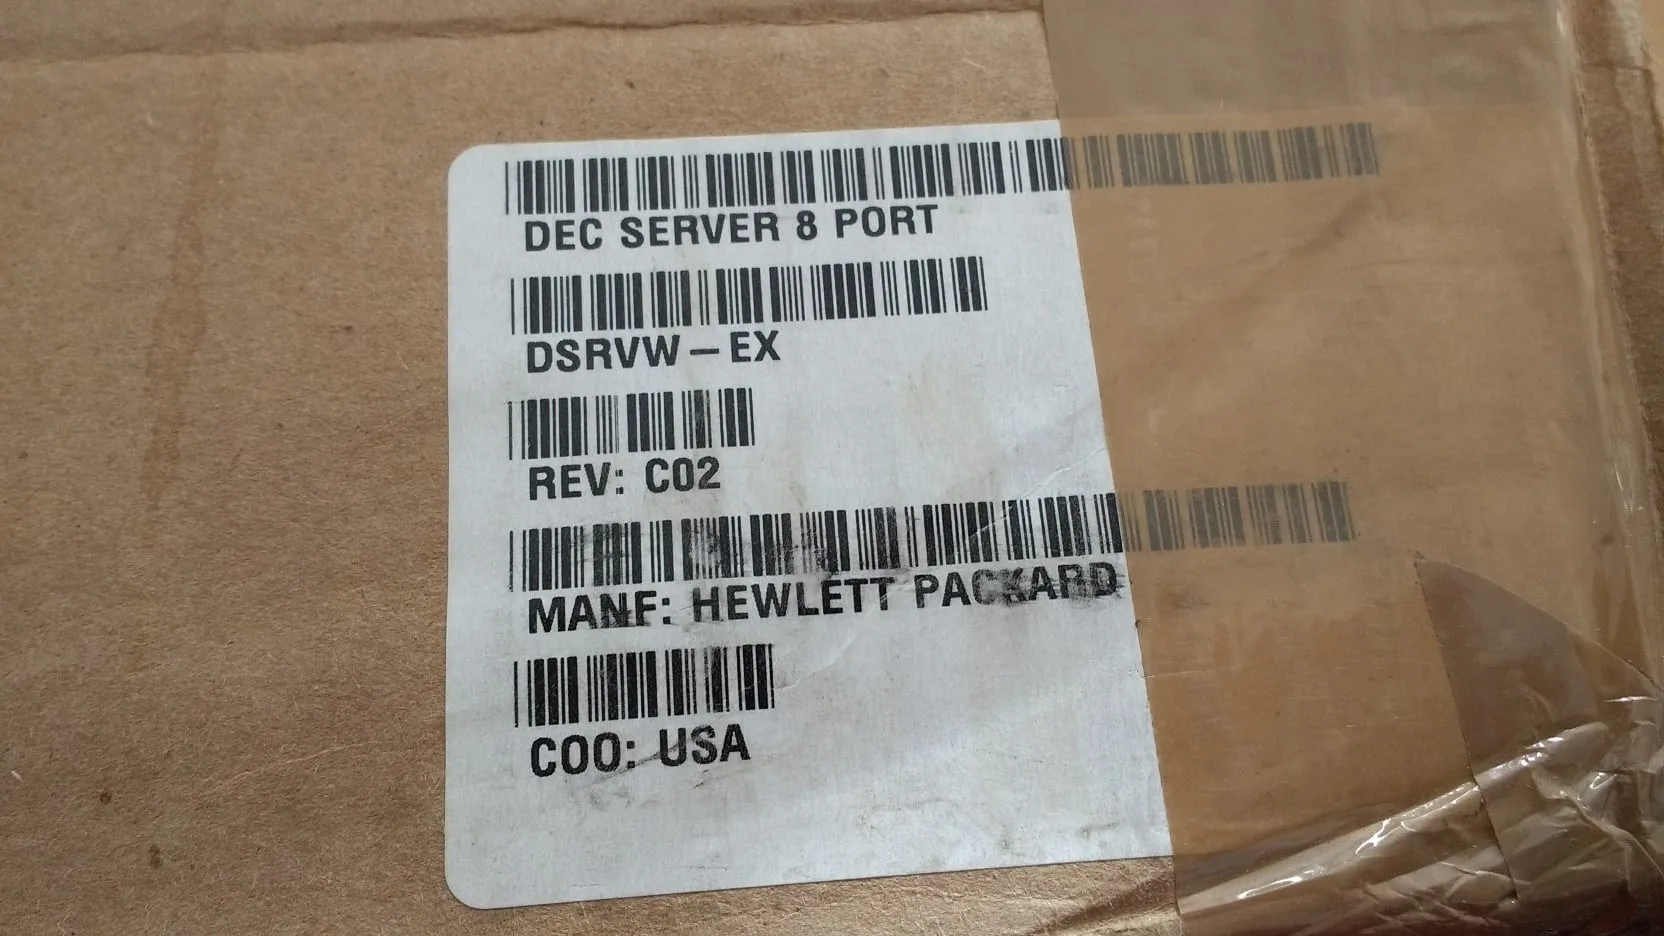 DEC SERVER 8 PORT
DSRVW-EX
REV: C02
MANF: HEWLETT PACKARD
COO: USA